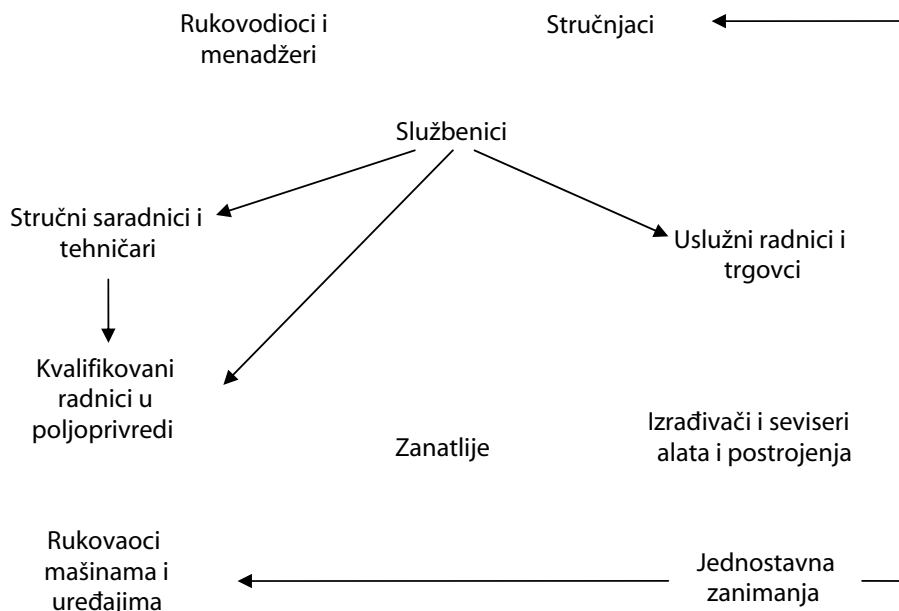 Rukovodioci i
menadžeri
Stručnjaci
Službenici
Stručni saradnici i
tehničari
Uslužni radnici i
trgovci
Kvalifikovani
radnici u
poljoprivredi
Zanatlije
Izrađivači i seviseri
alata i postrojenja
Rukovaoci
mašinama i
uređajima
Jednostavna
zanimanja